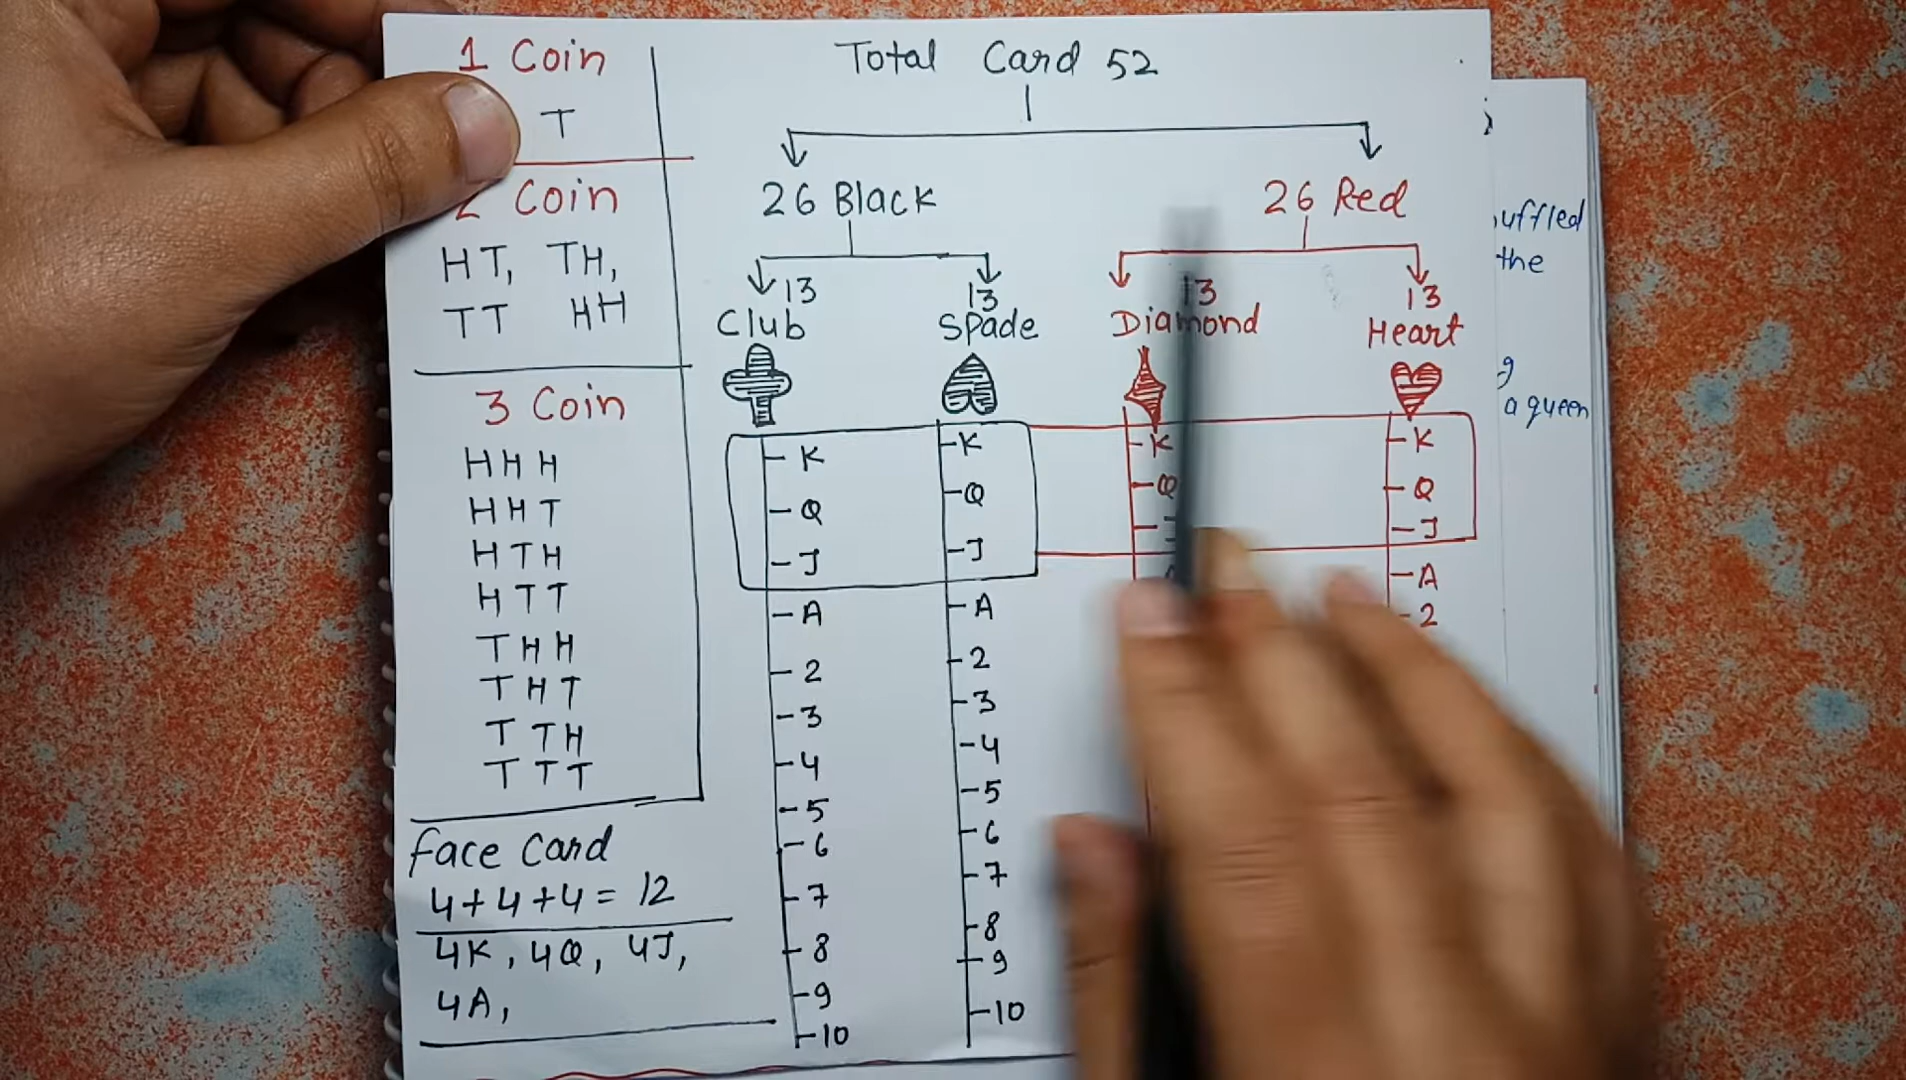 1 Coin
T
2 Coin
HT, TH,
TT HH
3 Coin
HHH
HHT
HTH
HTT
THH
THT
TTH
TTT
face Card
4+4+4=12
4K, 4Q, 4J,
4A,
Total Card 52
26 Black
26 Red
13
Club
K
Q
J
A
2
3
4
5
6
7
8
9
10
13
Spade
K
Q
J
A
2
3
4
5
6
7
8
9
10
13
Diamond
K
Q
13
Heart
K
Q
J
A
2
uffled
the
a queen